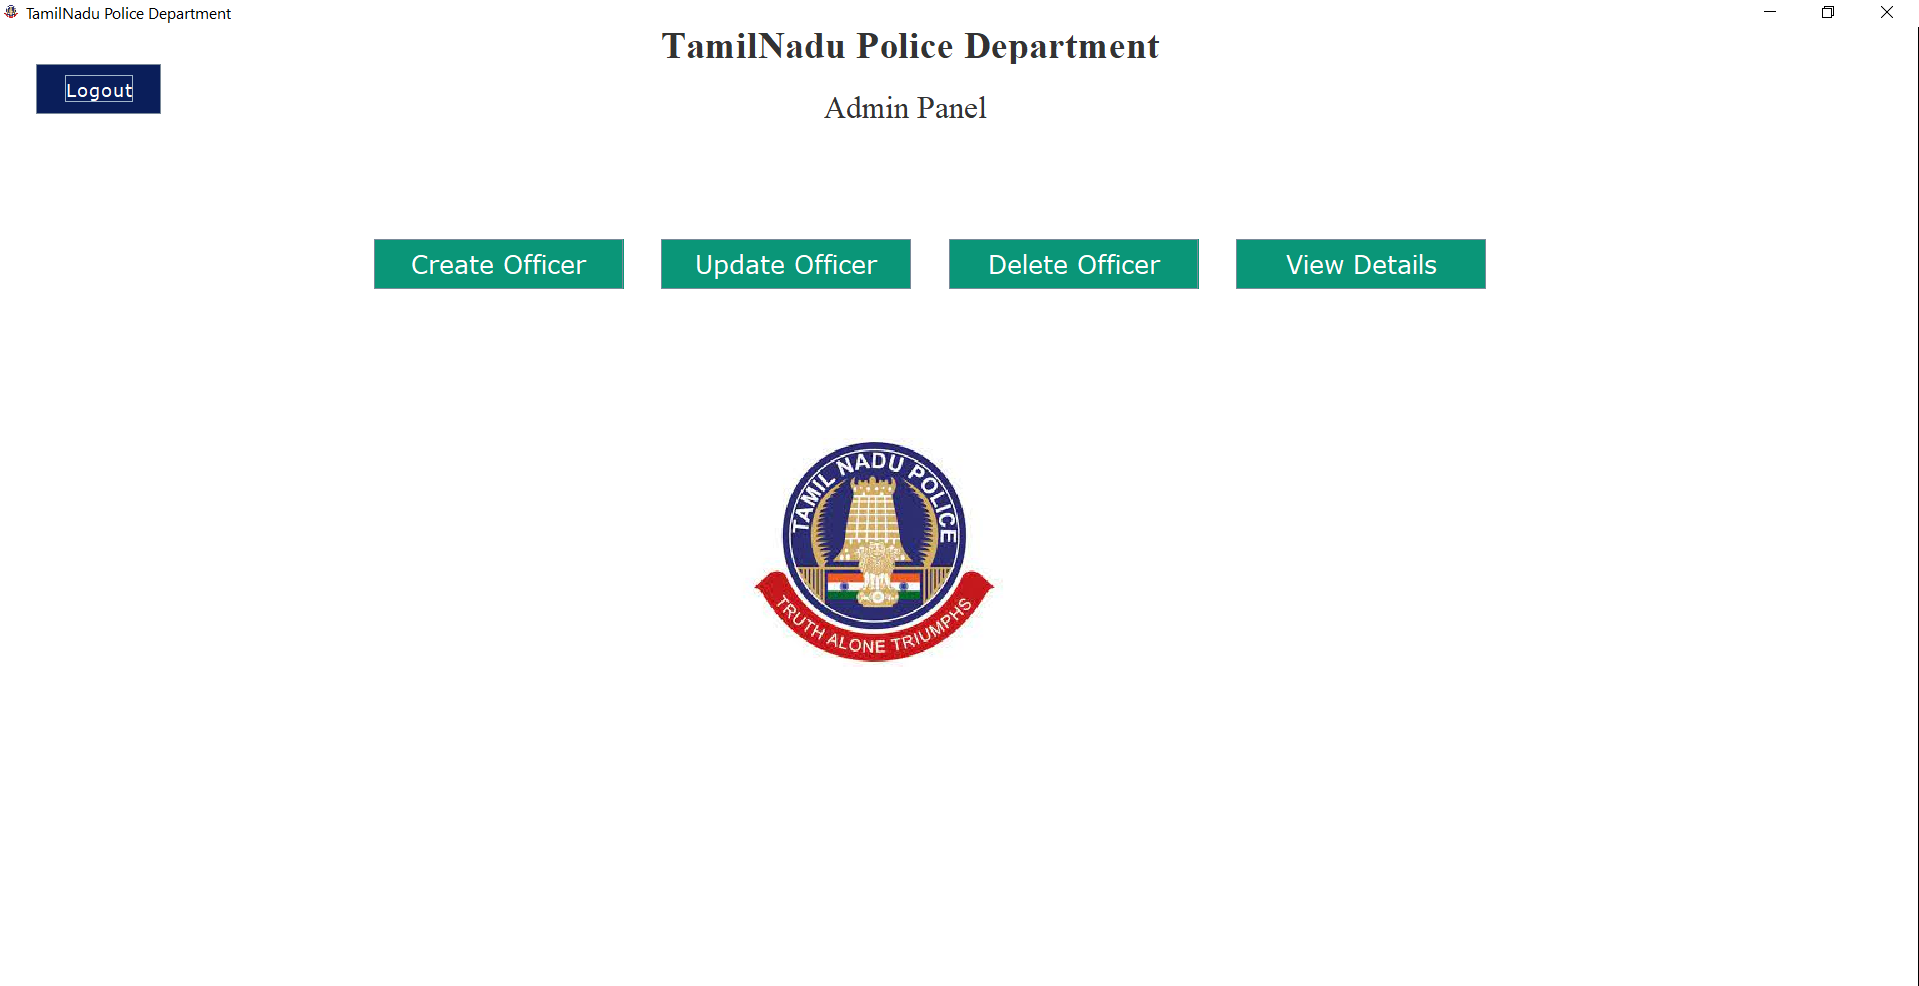 TamilNadu Police Department
TamilNadu Police Department
Logout
Admin Panel
Create Officer
Update Officer
Delete Officer
View Details
TAMIL NADU POLICE
TRUTH ALONE TRIUMPHS